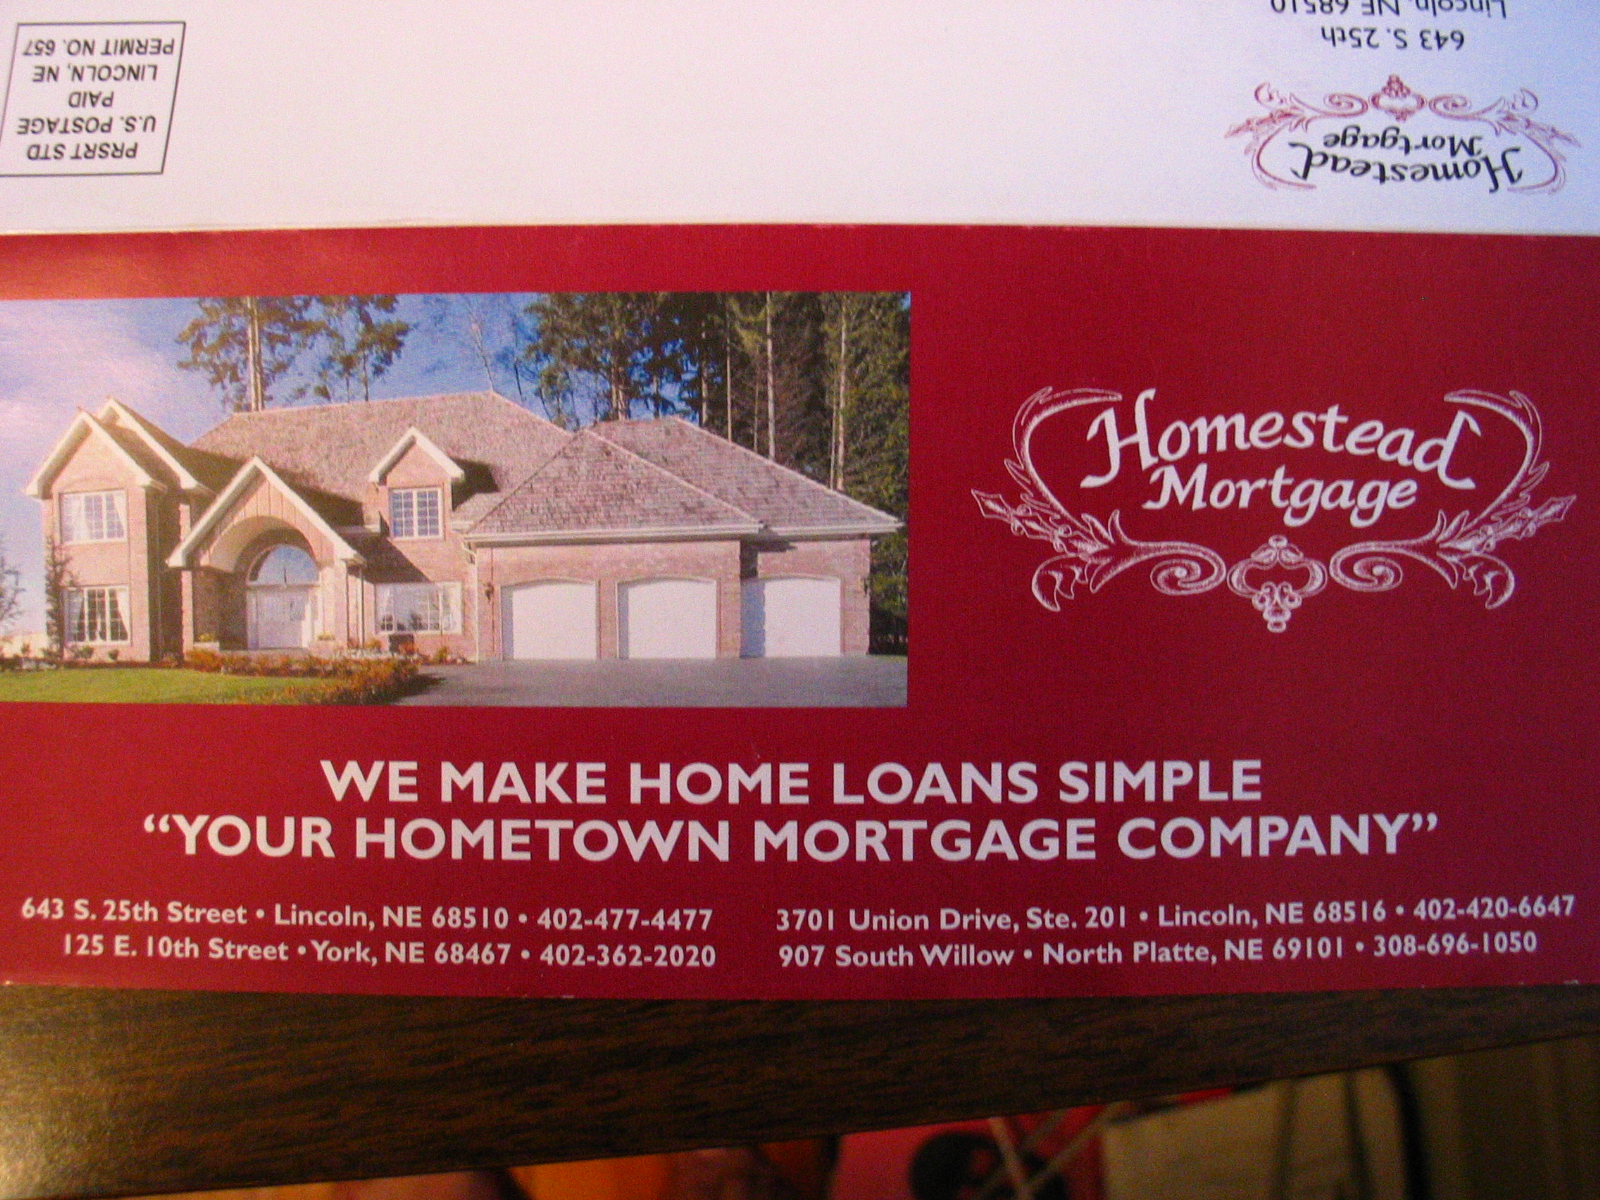 PRSRT STD
U.S. POSTAGE
PAID
LINCOLN, NE
PERMIT NO. 657
Homestead
Mortgage
643 S. 25th
Lincoln, NE 68510
Homestead
Mortgage
WE MAKE HOME LOANS SIMPLE
“YOUR HOMETOWN MORTGAGE COMPANY”
643 S. 25th Street • Lincoln, NE 68510 • 402-477-4477
125 E. 10th Street • York, NE 68467 • 402-362-2020
3701 Union Drive, Ste. 201 • Lincoln, NE 68516 • 402-420-6647
907 South Willow • North Platte, NE 69101 • 308-696-1050